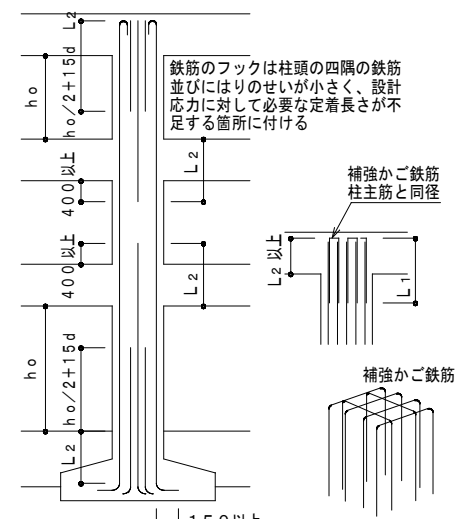 L2
ho/2+15d
ho
鉄筋のフックは柱頭の四隅の鉄筋
並びにはりのせいが小さく、設計
応力に対して必要な定着長さが不
足する箇所に付ける
L2
400以上
補強かご鉄筋
柱主筋と同径
400以上
L2
L2以上
L1
ho
ho/2+15d
補強かご鉄筋
L2
150以上